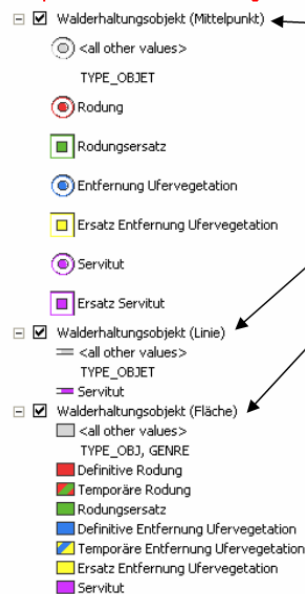 Walderhaltungsobjekt (Mittelpunkt)
<all other values>
TYPE_OBJET
Rodung
Rodungsersatz
Entfernung Ufervegetation
Ersatz Entfernung Ufervegetation
Servitut
Ersatz Servitut
Walderhaltungsobjekt (Linie)
<all other values>
TYPE_OBJET
Servitut
Walderhaltungsobjekt (Fläche)
<all other values>
TYPE_OBJ, GENRE
Definitive Rodung
Temporäre Rodung
Rodungsersatz
Definitive Entfernung Ufervegetation
Temporäre Entfernung Ufervegetation
Ersatz Entfernung Ufervegetation
Servitut